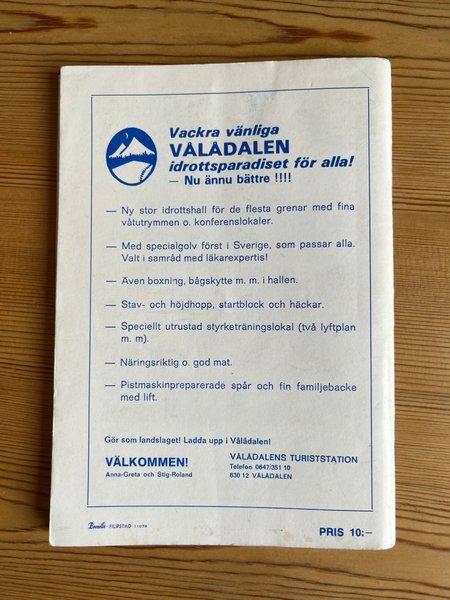 Vackra vänliga
VÅLÅDALEN
idrottsparadiset för alla!
— Nu ännu bättre !!!!
— Ny stor idrottshall för de flesta grenar med fina
våtutrymmen o. konferenslokaler.
— Med specialgolv först i Sverige, som passar alla.
Valt i samråd med läkarexpertis!
— Även boxning, bågskytte m. m. i hallen.
— Stav- och höjdhopp, startblock och häckar.
— Speciellt utrustad styrketräningslokal (två lyftplan
m. m).
— Näringsriktig o. god mat.
— Pistmaskinpreparerade spår och fin familjebacke
med lift.
Gör som landslaget! Ladda upp i Vålådalen!
VÄLKOMMEN!
Anna-Greta och Stig-Roland
VÅLÅDALENS TURISTSTATION
Telefon 0647/351 10
830 12 VÅLÅDALEN
FILIPSTAD 11079
PRIS 10:–